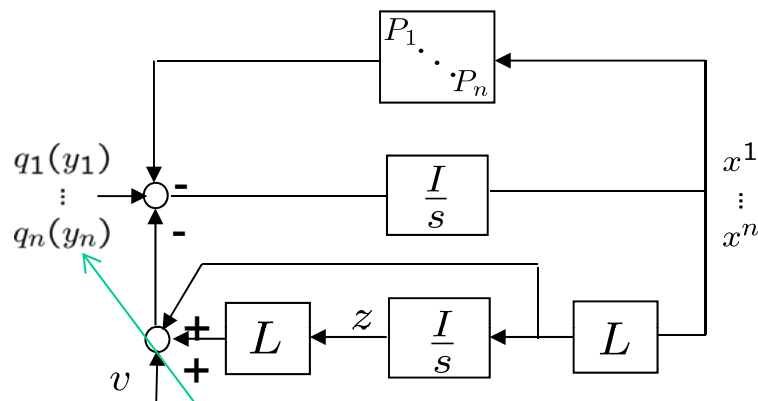 P₁
⋱
Pₙ
q₁(y₁)
⋮
qₙ(yₙ)
-
I
s
x¹
⋮
xⁿ
-
+
L
z
I
s
L
+
v